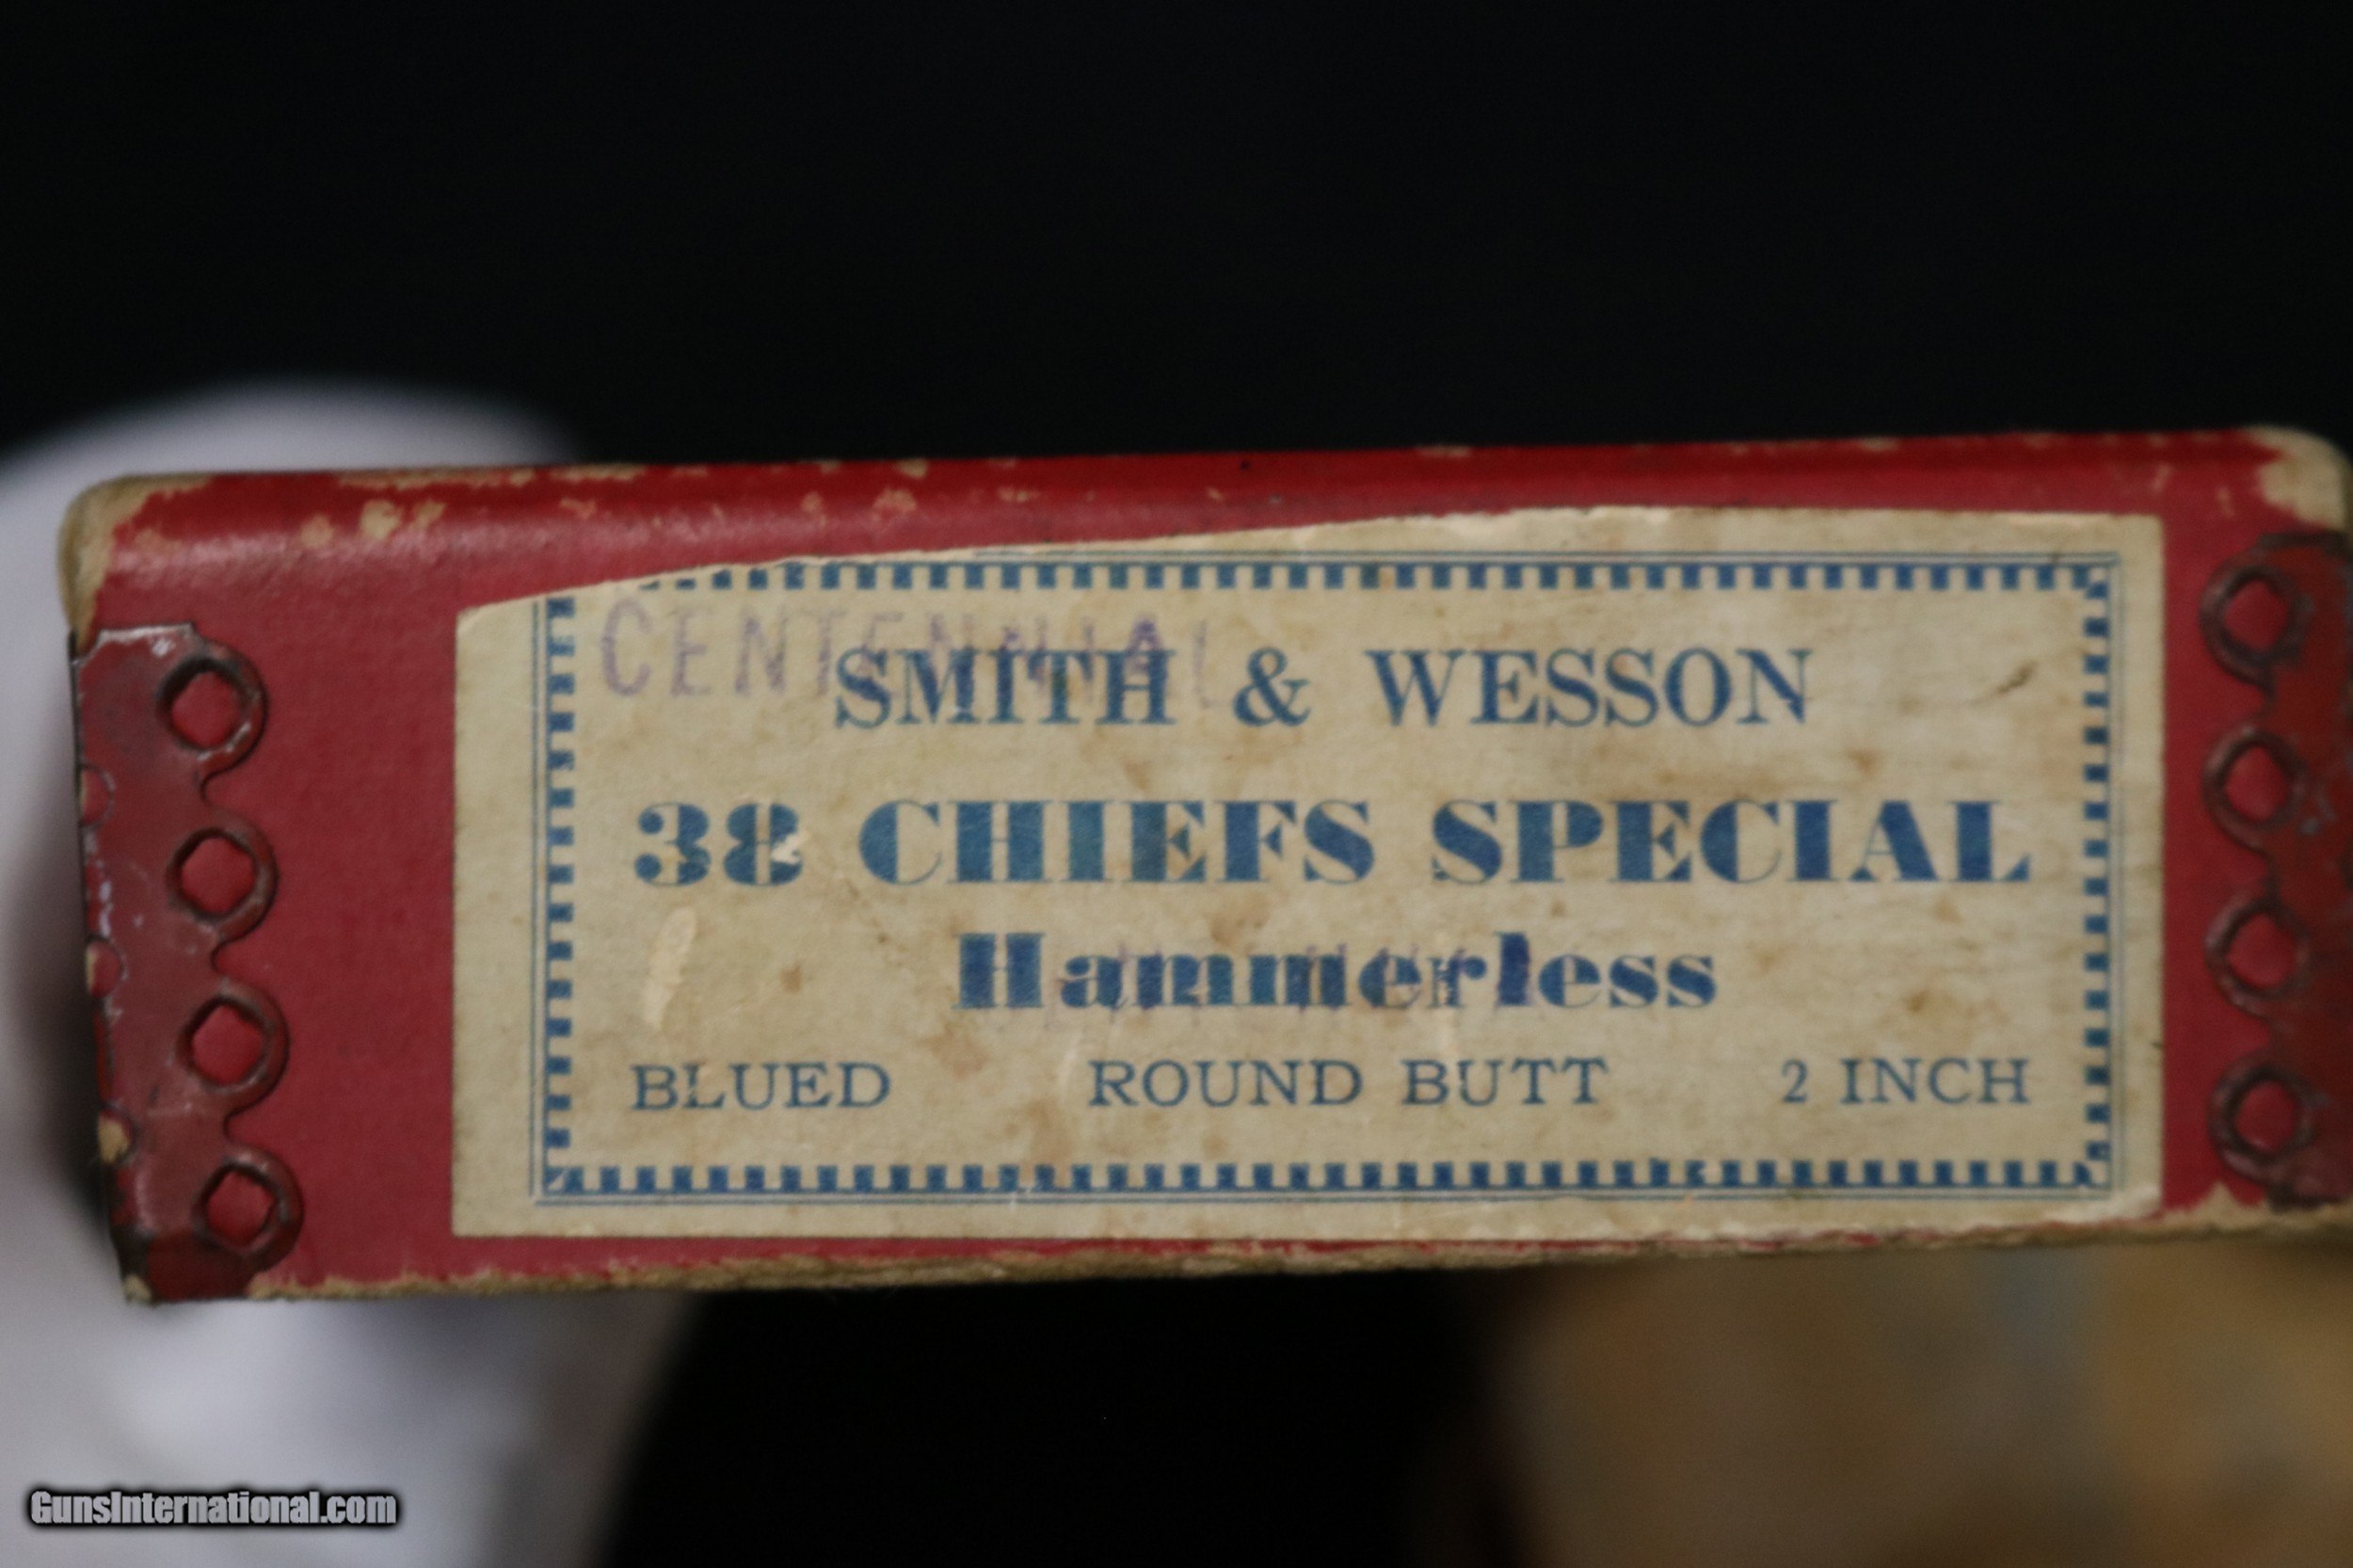 CENTENNIAL
SMITH & WESSON
38 CHIEFS SPECIAL
Hammerless
BLUED ROUND BUTT 2 INCH
GunsInternational.com